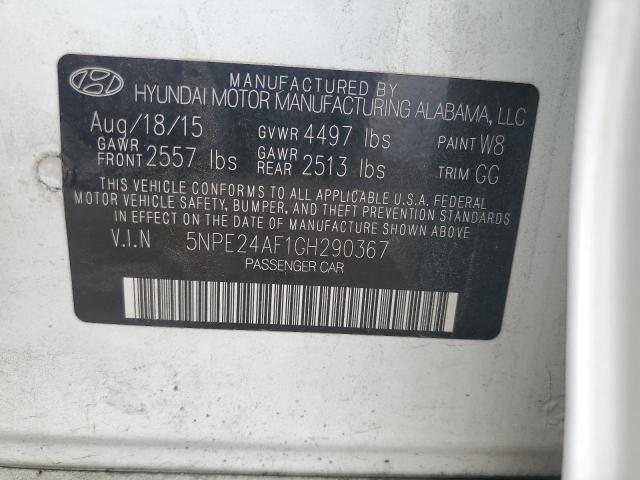 MANUFACTURED BY
HYUNDAI MOTOR MANUFACTURING ALABAMA, LLC
Aug/18/15 GVWR 4497 lbs PAINT W8
GAWR FRONT 2557 lbs GAWR REAR 2513 lbs TRIM GG
THIS VEHICLE CONFORMS TO ALL APPLICABLE U.S.A. FEDERAL
MOTOR VEHICLE SAFETY, BUMPER, AND THEFT PREVENTION STANDARDS
IN EFFECT ON THE DATE OF MANUFACTURE SHOWN ABOVE.
V.I.N 5NPE24AF1GH290367
PASSENGER CAR